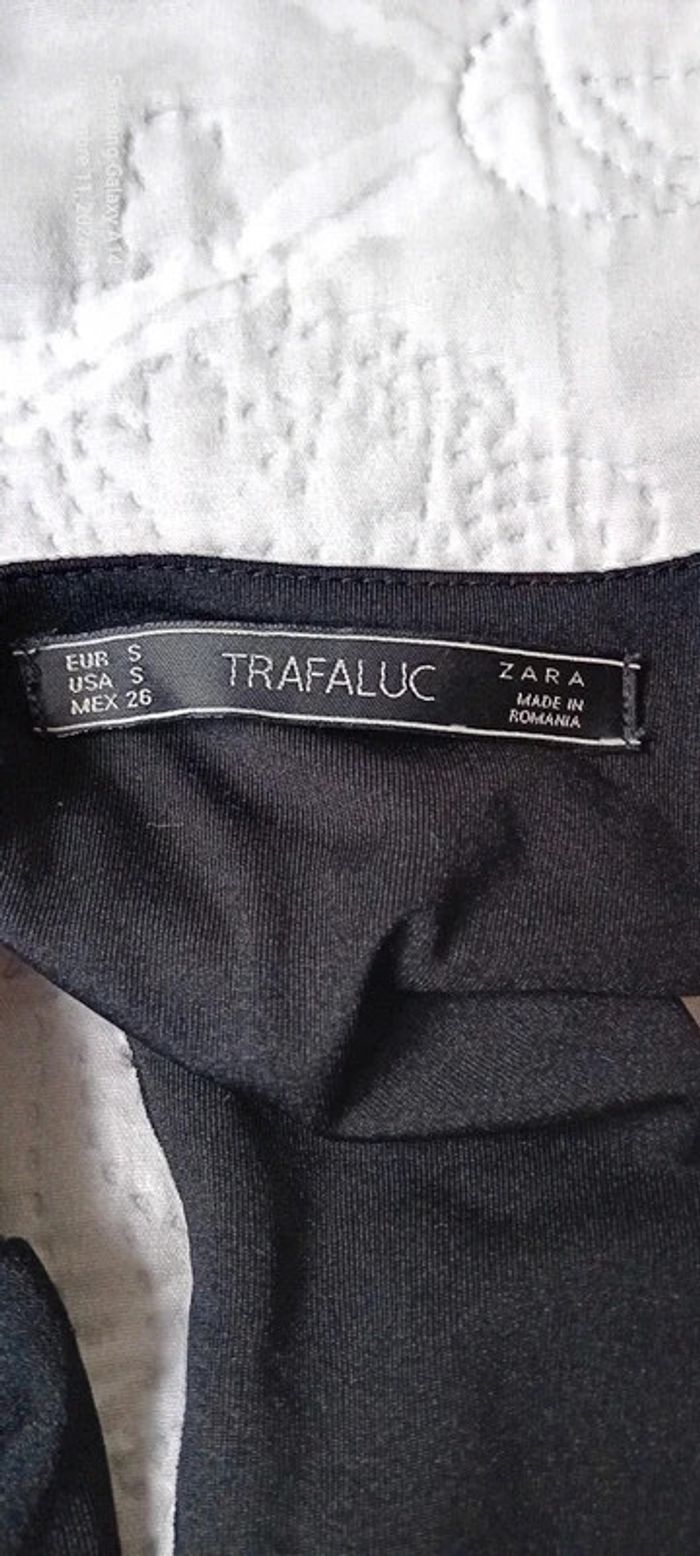 EUR S
USA S
MEX 26
TRAFALUC
ZARA
MADE IN
ROMANIA